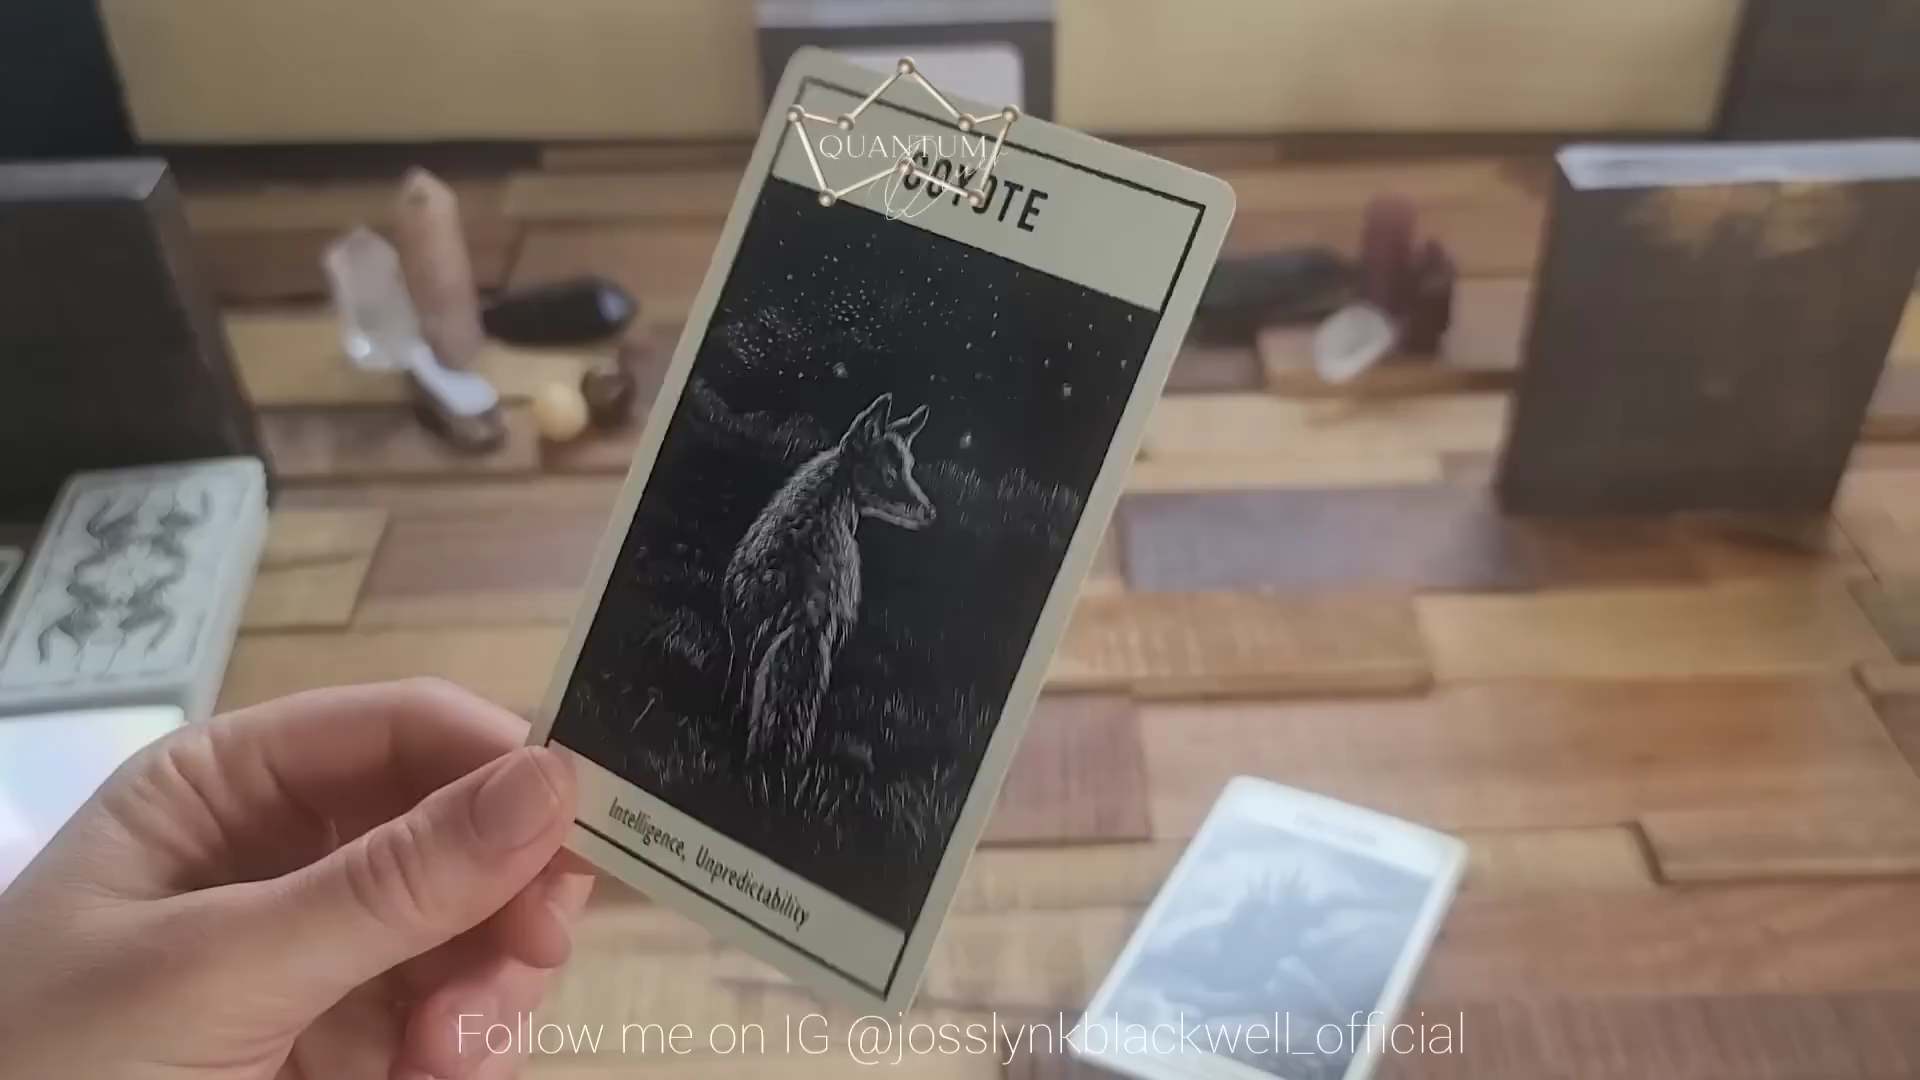 QUANTUM
COYOTE
Intelligence, Unpredictability
Follow me on IG @josslynkblackwell_official